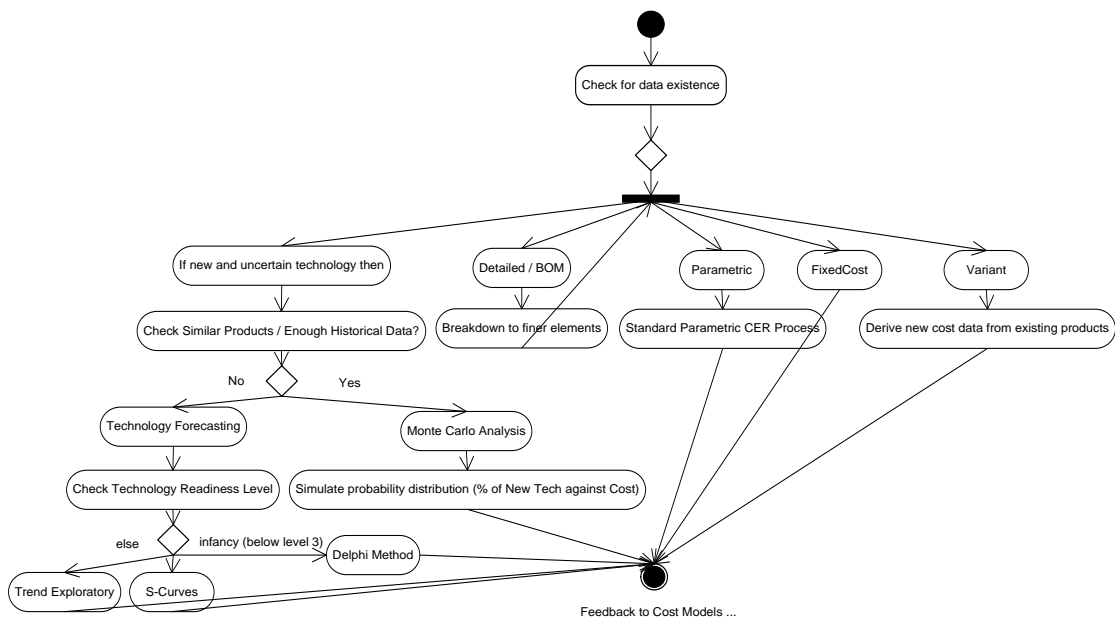 Check for data existence
If new and uncertain technology then
Detailed / BOM
Parametric
FixedCost
Variant
Check Similar Products / Enough Historical Data?
Breakdown to finer elements
Standard Parametric CER Process
Derive new cost data from existing products
No
Yes
Technology Forecasting
Monte Carlo Analysis
Check Technology Readiness Level
Simulate probability distribution (% of New Tech against Cost)
else
infancy (below level 3)
Delphi Method
Trend Exploratory
S-Curves
Feedback to Cost Models ...